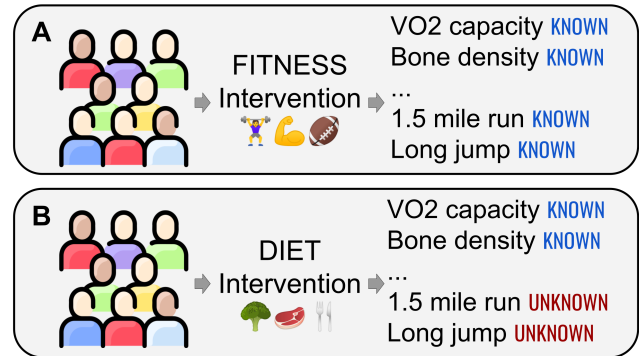 A
FITNESS
Intervention
VO2 capacity KNOWN
Bone density KNOWN
...
1.5 mile run KNOWN
Long jump KNOWN
B
DIET
Intervention
VO2 capacity KNOWN
Bone density KNOWN
...
1.5 mile run UNKNOWN
Long jump UNKNOWN